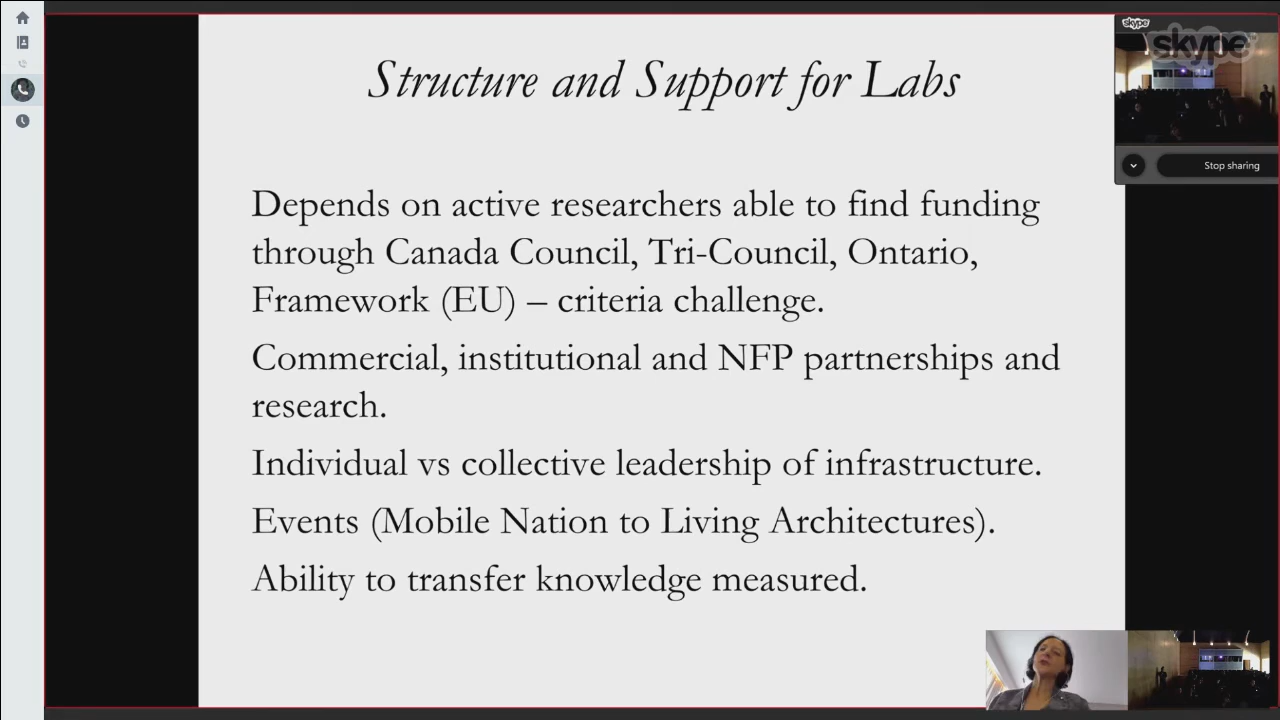 Structure and Support for Labs
Depends on active researchers able to find funding
through Canada Council, Tri-Council, Ontario,
Framework (EU) – criteria challenge.
Commercial, institutional and NFP partnerships and
research.
Individual vs collective leadership of infrastructure.
Events (Mobile Nation to Living Architectures).
Ability to transfer knowledge measured.
skype
skype
Stop sharing